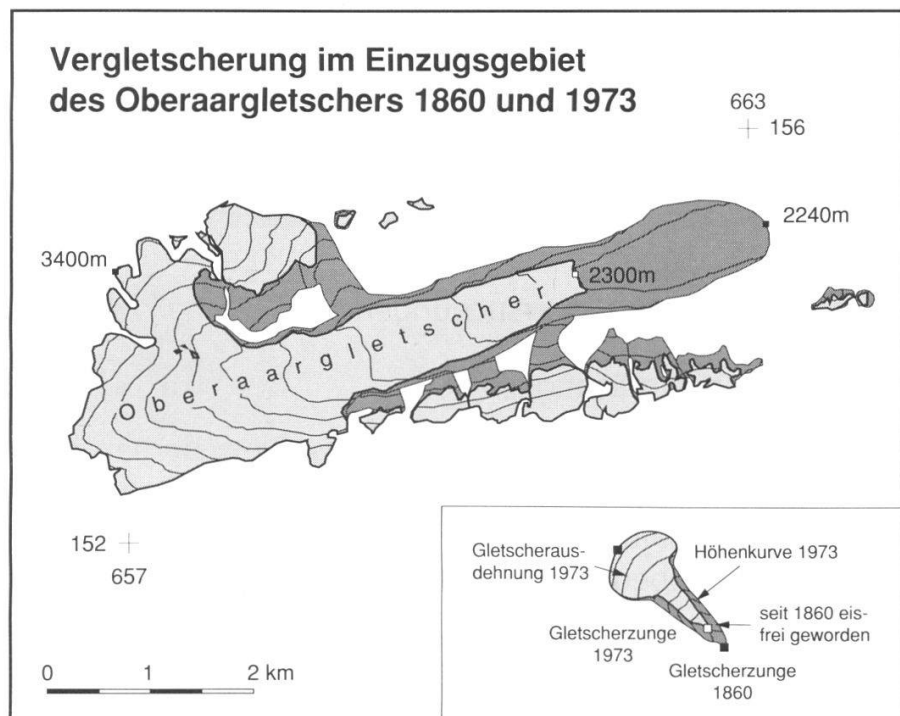 Vergletscherung im Einzugsgebiet
des Oberaargletschers 1860 und 1973
663
156
2240m
3400m
2300m
Oberaargletscher
152
657
Gletscheraus-
dehnung 1973
Höhenkurve 1973
seit 1860 eis-
frei geworden
Gletscherzunge
1973
Gletscherzunge
1860
0 1 2 km